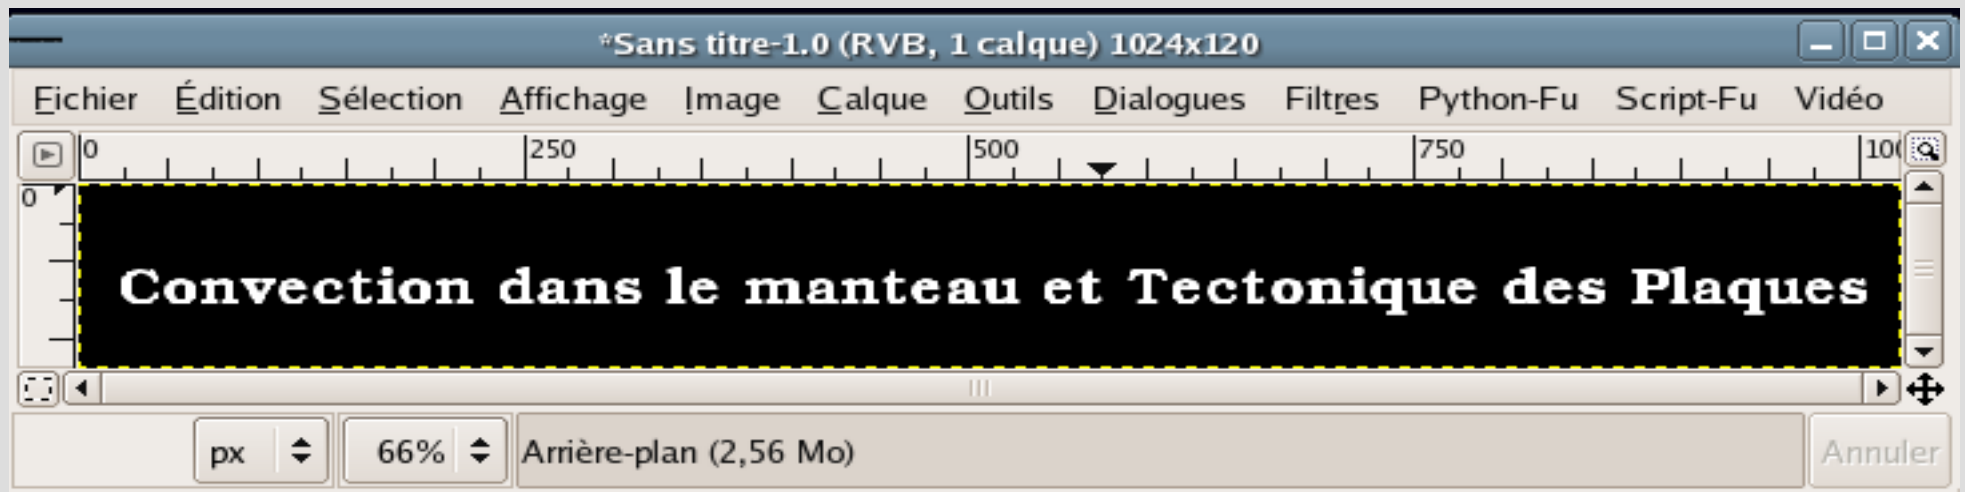 *Sans titre-1.0 (RVB, 1 calque) 1024x120
Fichier Édition Sélection Affichage Image Calque Outils Dialogues Filtres Python-Fu Script-Fu Vidéo
0 250 500 750 100
0
Convection dans le manteau et Tectonique des Plaques
px 66% Arrière-plan (2,56 Mo) Annuler